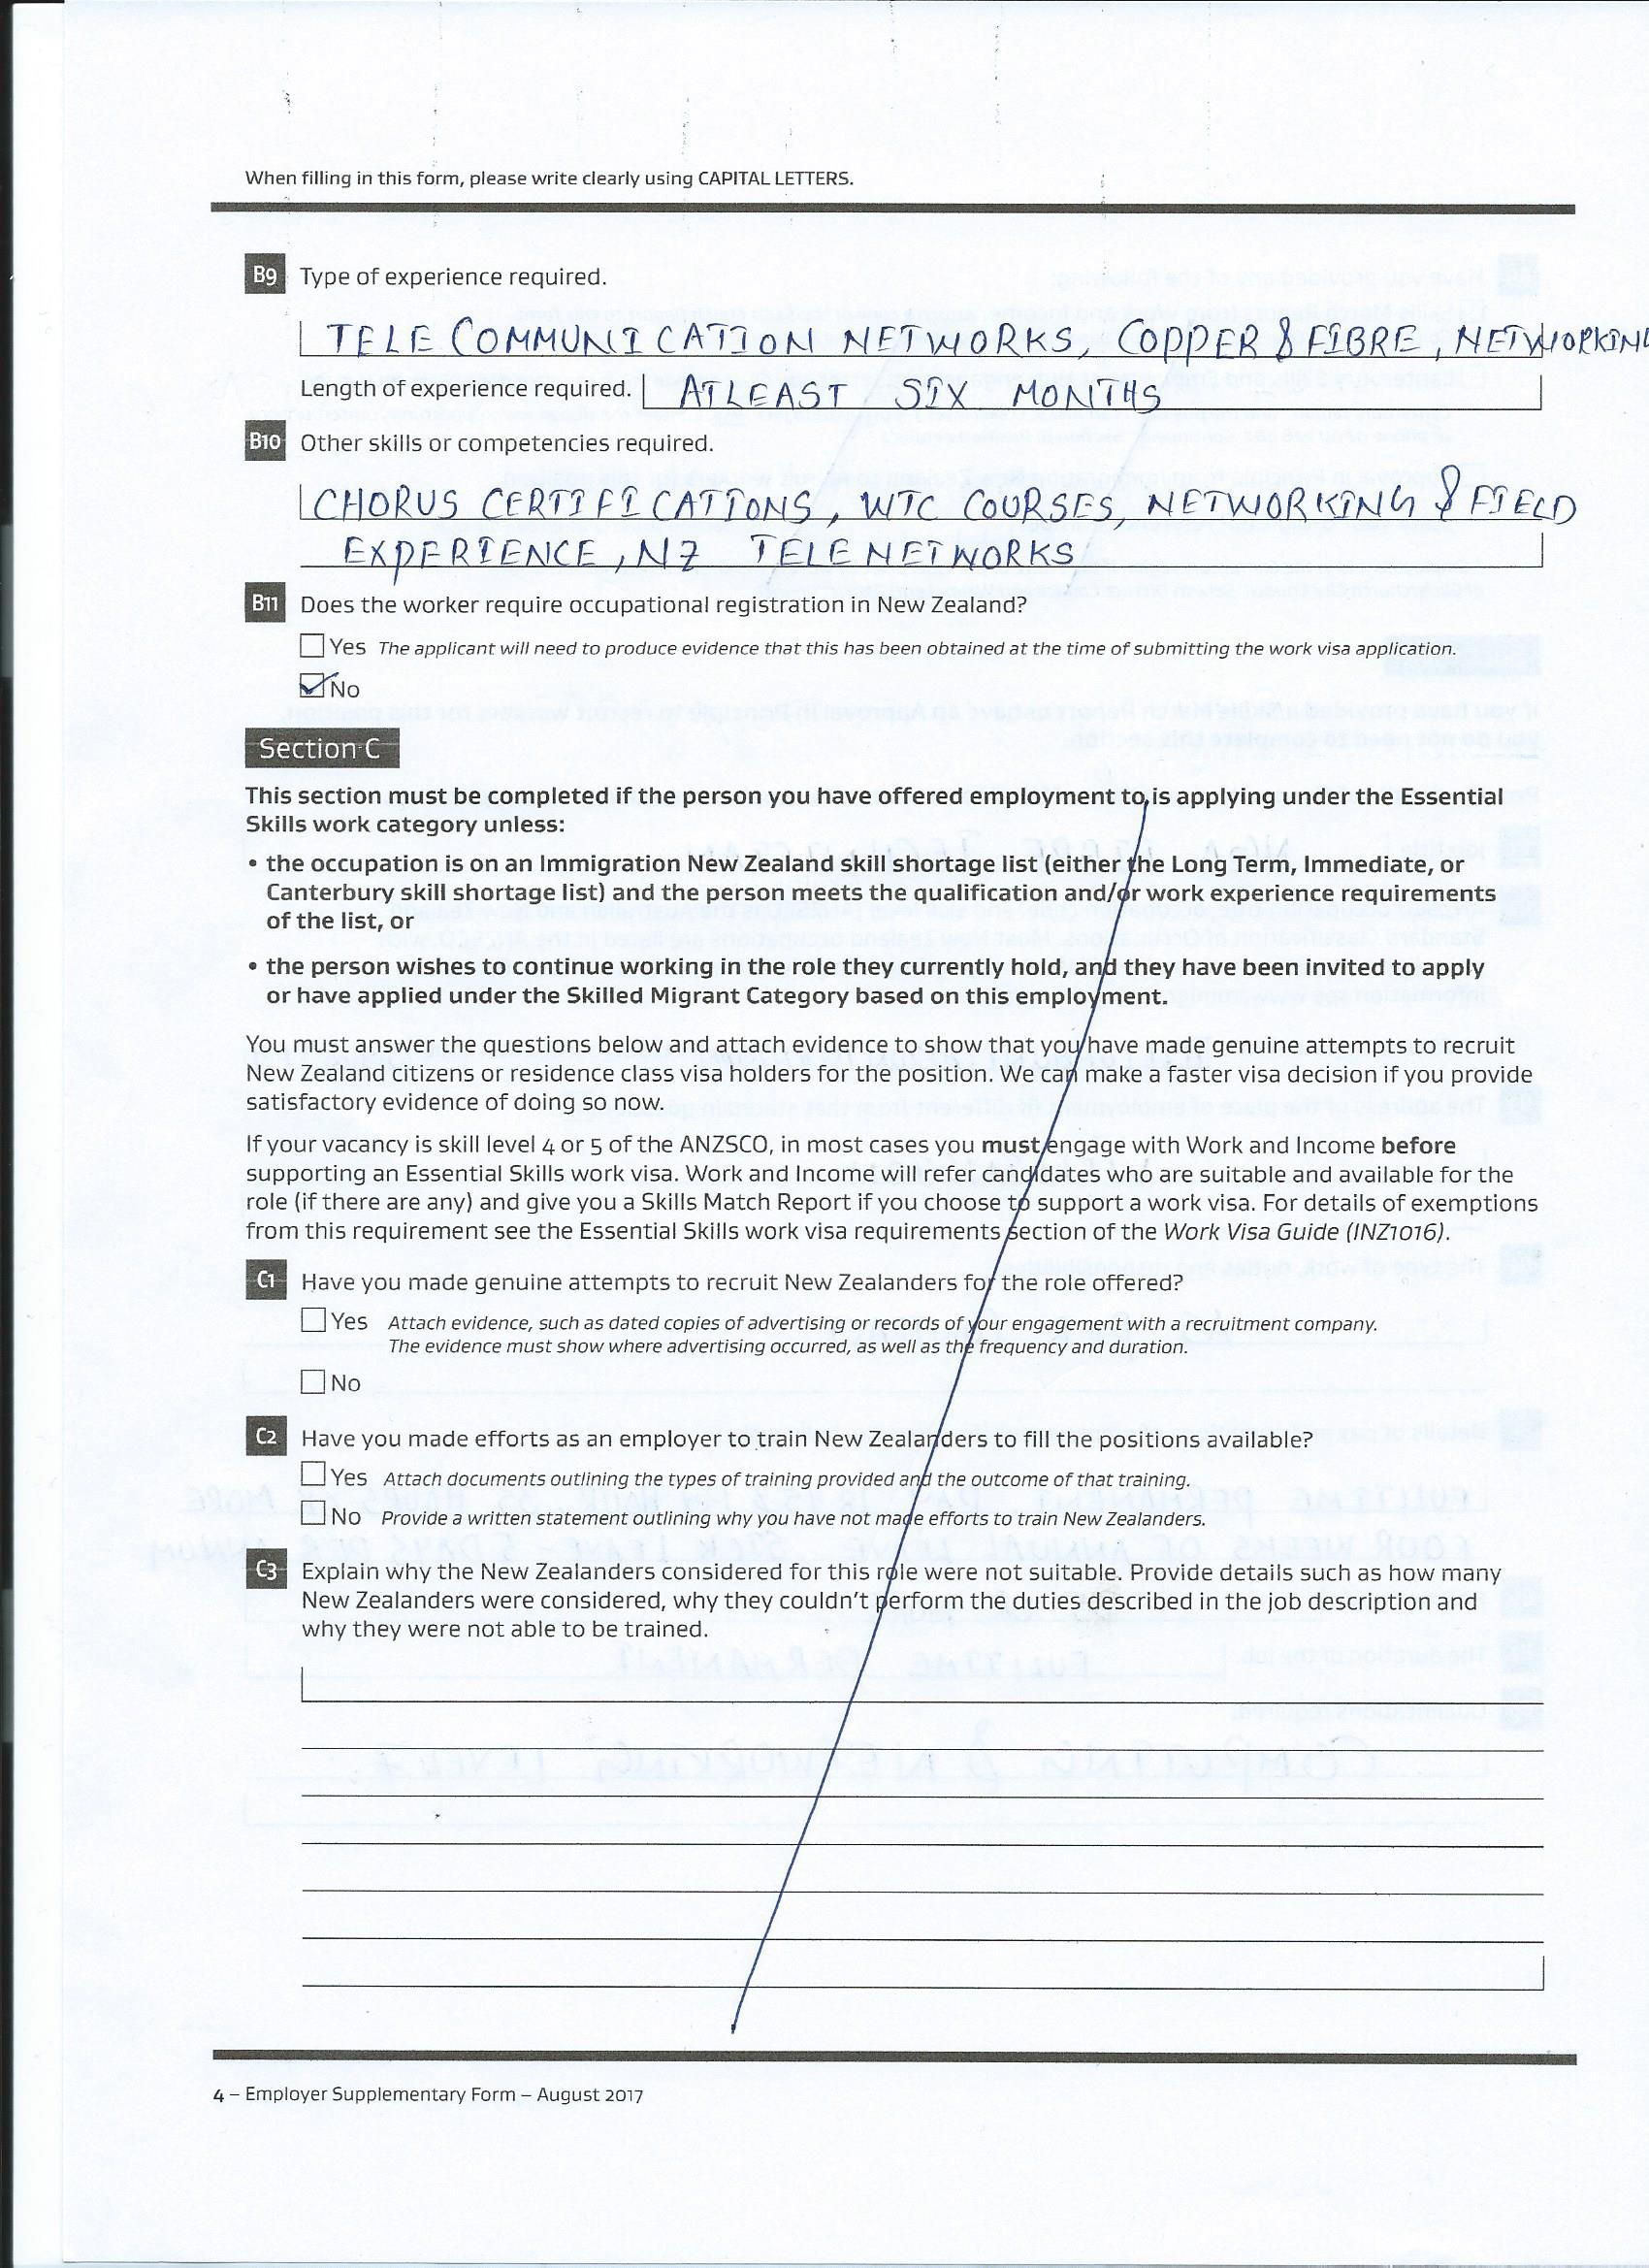 When filling in this form, please write clearly using CAPITAL LETTERS.
B9 Type of experience required.
TELECOMMUNICATION NETWORKS, COPPER & FIBRE, NETWORKING
Length of experience required. ATLEAST SIX MONTHS
B10 Other skills or competencies required.
CHORUS CERTIFICATIONS, WTC COURSES, NETWORKING & FIELD
EXPERIENCE, NZ TELENETWORKS
B11 Does the worker require occupational registration in New Zealand?
Yes The applicant will need to produce evidence that this has been obtained at the time of submitting the work visa application.
No
Section C
This section must be completed if the person you have offered employment to is applying under the Essential
Skills work category unless:
• the occupation is on an Immigration New Zealand skill shortage list (either the Long Term, Immediate, or
Canterbury skill shortage list) and the person meets the qualification and/or work experience requirements
of the list, or
• the person wishes to continue working in the role they currently hold, and they have been invited to apply
or have applied under the Skilled Migrant Category based on this employment.
You must answer the questions below and attach evidence to show that you have made genuine attempts to recruit
New Zealand citizens or residence class visa holders for the position. We can make a faster visa decision if you provide
satisfactory evidence of doing so now.
If your vacancy is skill level 4 or 5 of the ANZSCO, in most cases you must engage with Work and Income before
supporting an Essential Skills work visa. Work and Income will refer candidates who are suitable and available for the
role (if there are any) and give you a Skills Match Report if you choose to support a work visa. For details of exemptions
from this requirement see the Essential Skills work visa requirements section of the Work Visa Guide (INZ1016).
C1 Have you made genuine attempts to recruit New Zealanders for the role offered?
Yes Attach evidence, such as dated copies of advertising or records of your engagement with a recruitment company.
The evidence must show where advertising occurred, as well as the frequency and duration.
No
C2 Have you made efforts as an employer to train New Zealanders to fill the positions available?
Yes Attach documents outlining the types of training provided and the outcome of that training.
No Provide a written statement outlining why you have not made efforts to train New Zealanders.
C3 Explain why the New Zealanders considered for this role were not suitable. Provide details such as how many
New Zealanders were considered, why they couldn't perform the duties described in the job description and
why they were not able to be trained.
4 – Employer Supplementary Form – August 2017